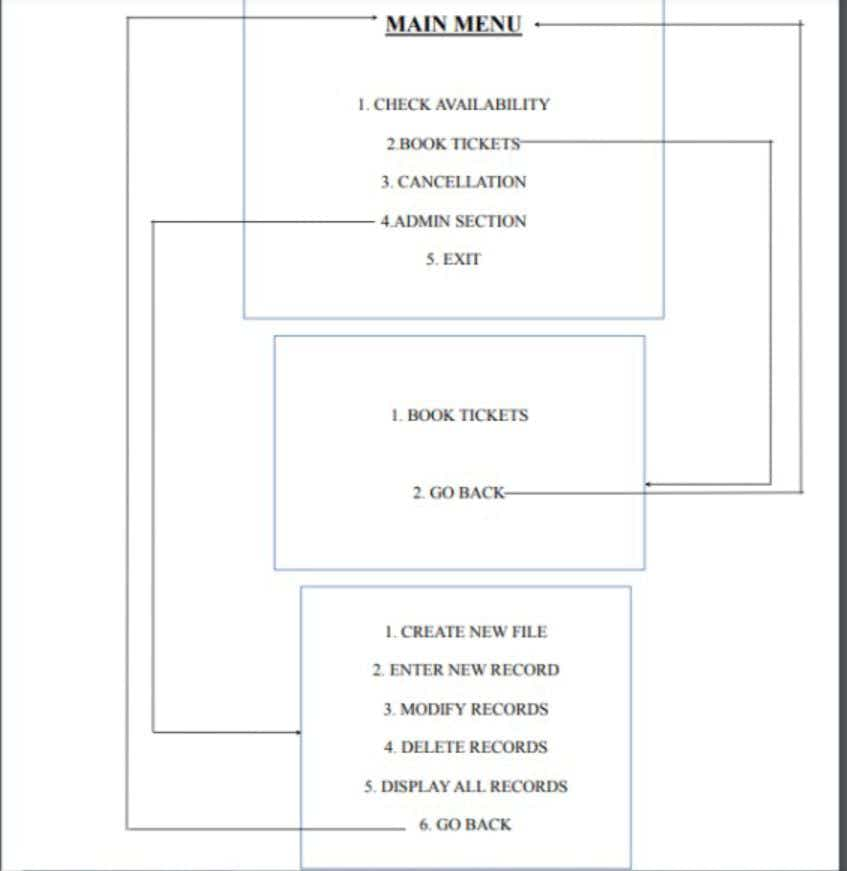 MAIN MENU
1. CHECK AVAILABILITY
2.BOOK TICKETS
3. CANCELLATION
4.ADMIN SECTION
5. EXIT
1. BOOK TICKETS
2. GO BACK
1. CREATE NEW FILE
2. ENTER NEW RECORD
3. MODIFY RECORDS
4. DELETE RECORDS
5. DISPLAY ALL RECORDS
6. GO BACK